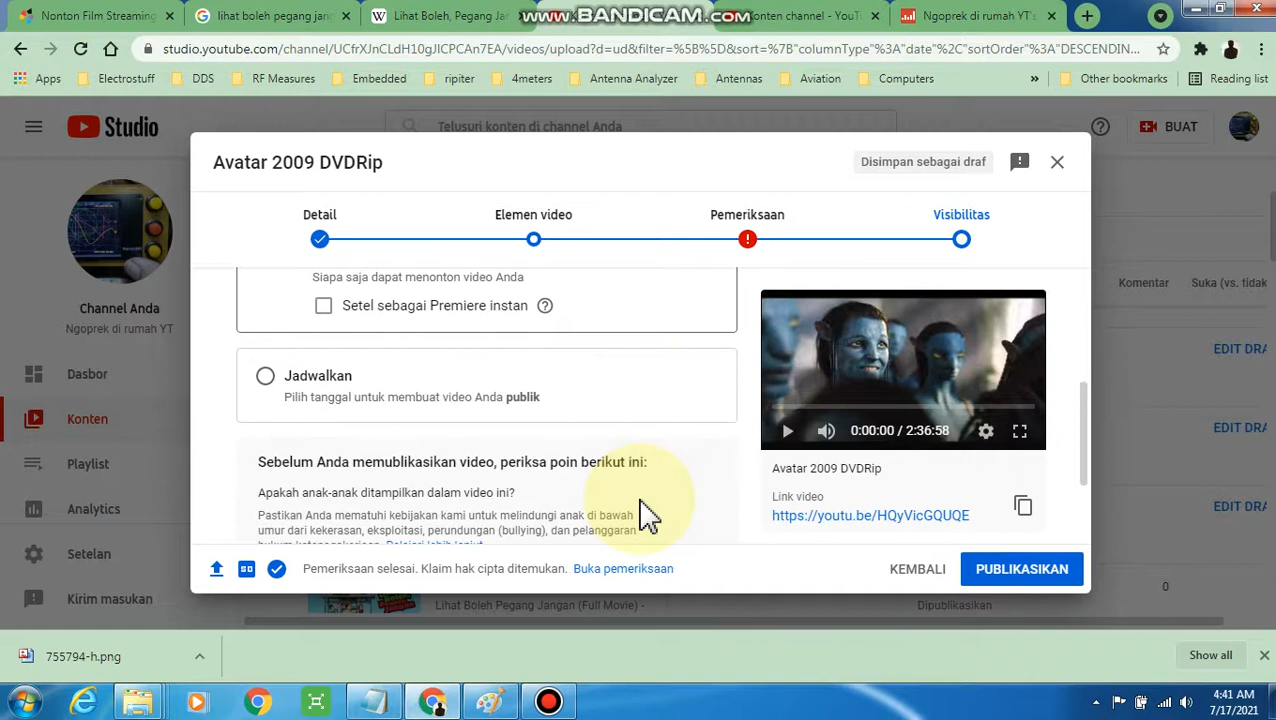 www.BANDICAM.com
Nonton Film Streaming
lihat boleh pegang jan
Lihat Boleh, Pegang Jan
Konten channel - YouTu
Ngoprek di rumah YT's
studio.youtube.com/channel/UCfrXJnCLdH10gJICPCAn7EA/videos/upload?d=ud&filter=%5B%5D&sort=%7B"columnType"%3A"date"%2C"sortOrder"%3A"DESCENDIN...
Apps Electrostuff DDS RF Measures Embedded ripiter 4meters Antenna Analyzer Antennas Aviation Computers » Other bookmarks Reading list
Studio
Telusuri konten di channel Anda
BUAT
Avatar 2009 DVDRip
Disimpan sebagai draf
Detail
Elemen video
Pemeriksaan
Visibilitas
Channel Anda
Ngoprek di rumah YT
Dasbor
Konten
Playlist
Analytics
Setelan
Kirim masukan
Siapa saja dapat menonton video Anda
Setel sebagai Premiere instan
Jadwalkan
Pilih tanggal untuk membuat video Anda publik
Sebelum Anda memublikasikan video, periksa poin berikut ini:
Apakah anak-anak ditampilkan dalam video ini?
Pastikan Anda mematuhi kebijakan kami untuk melindungi anak di bawah
umur dari kekerasan, eksploitasi, perundungan (bullying), dan pelanggaran
hukum ketenagakerjaan. Pelajari lebih lanjut
0:00:00 / 2:36:58
Avatar 2009 DVDRip
Link video
https://youtu.be/HQyVicGQUQE
Komentar
Suka (vs. tidak
EDIT DRA
EDIT DRA
EDIT DRA
SD
Pemeriksaan selesai. Klaim hak cipta ditemukan. Buka pemeriksaan
KEMBALI
PUBLIKASIKAN
Lihat Boleh Pegang Jangan (Full Movie) -
Dipublikasikan
0
755794-h.png
Show all
4:41 AM
7/17/2021